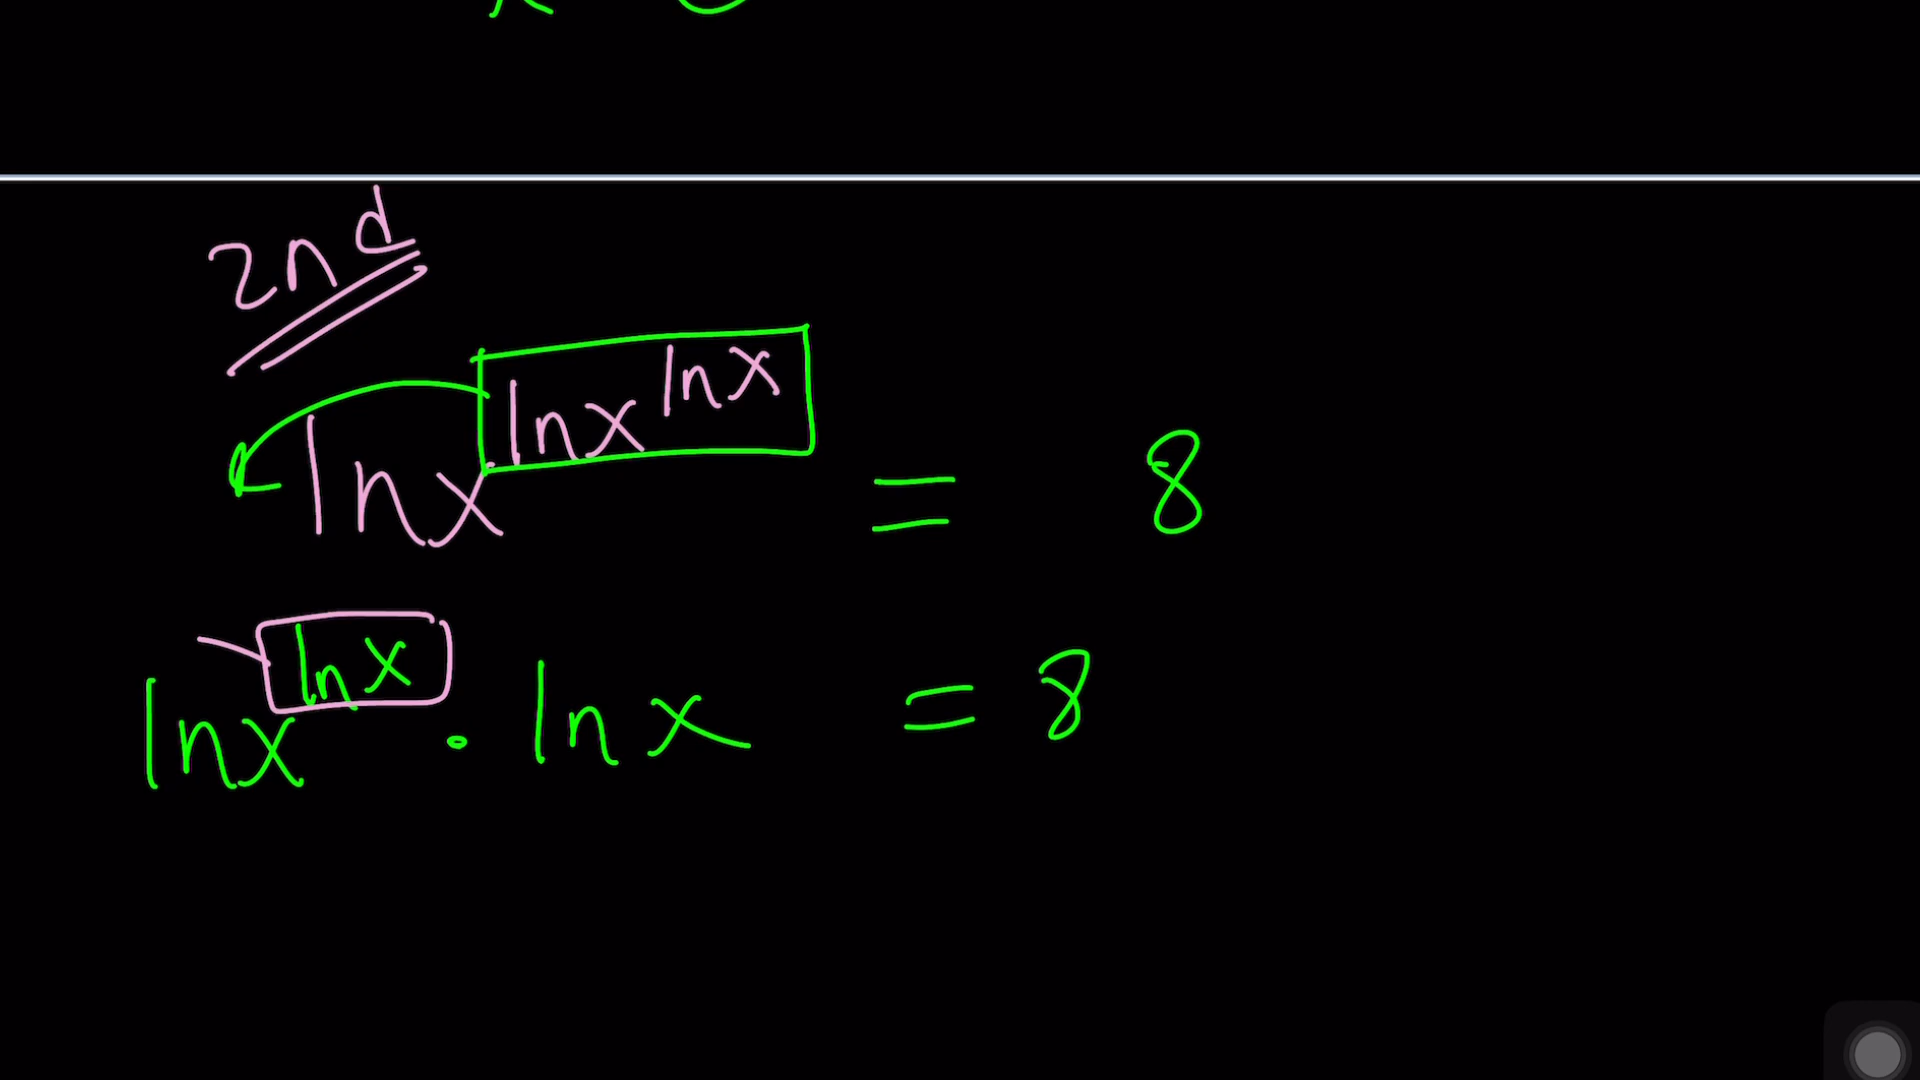 2nd
ln x^{ln x^{ln x}} = 8
ln x^{ln x} · ln x = 8